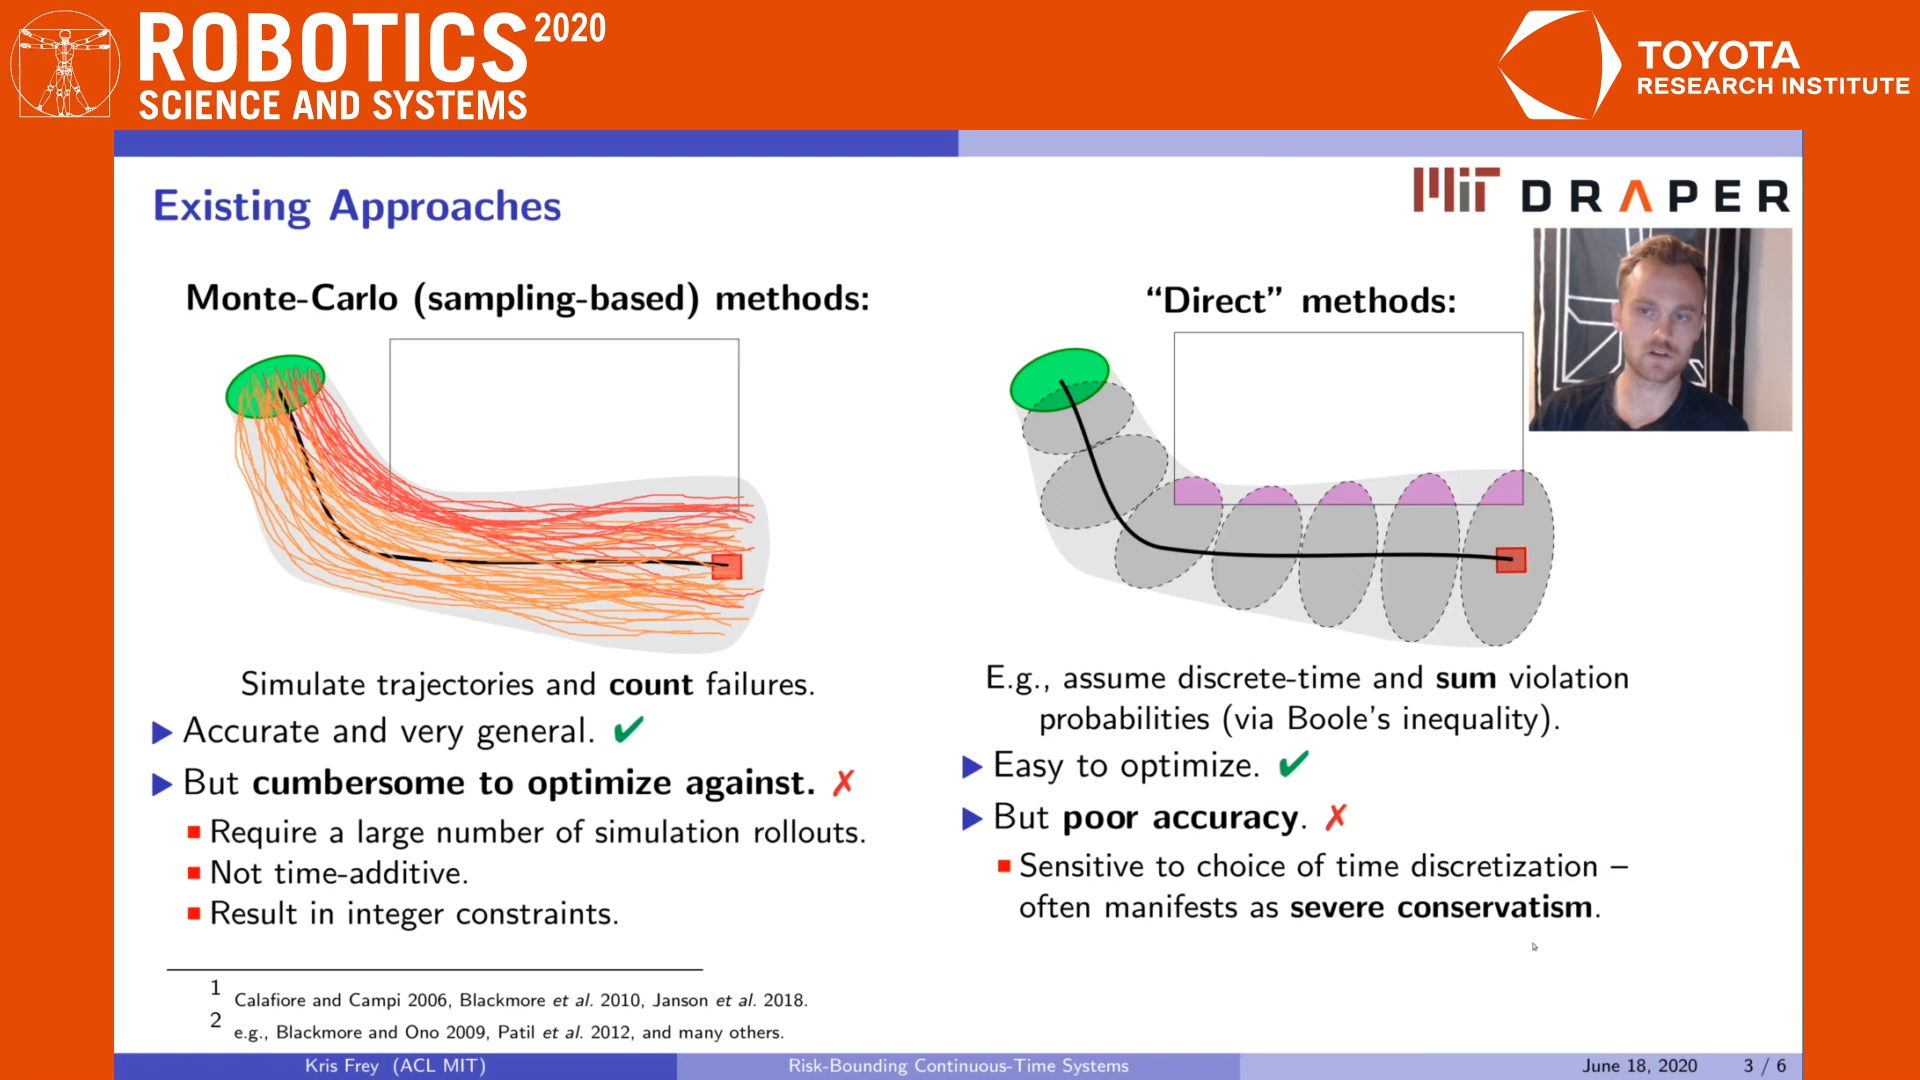 ROBOTICS 2020
SCIENCE AND SYSTEMS
TOYOTA
RESEARCH INSTITUTE
Existing Approaches
MIT DRAPER
Monte-Carlo (sampling-based) methods:
Simulate trajectories and count failures.
▶ Accurate and very general. ✔
▶ But cumbersome to optimize against. ✗
■ Require a large number of simulation rollouts.
■ Not time-additive.
■ Result in integer constraints.
“Direct” methods:
E.g., assume discrete-time and sum violation
probabilities (via Boole’s inequality).
▶ Easy to optimize. ✔
▶ But poor accuracy. ✗
■ Sensitive to choice of time discretization –
often manifests as severe conservatism.
1 Calafiore and Campi 2006, Blackmore et al. 2010, Janson et al. 2018.
2 e.g., Blackmore and Ono 2009, Patil et al. 2012, and many others.
Kris Frey (ACL MIT) Risk-Bounding Continuous-Time Systems June 18, 2020 3 / 6